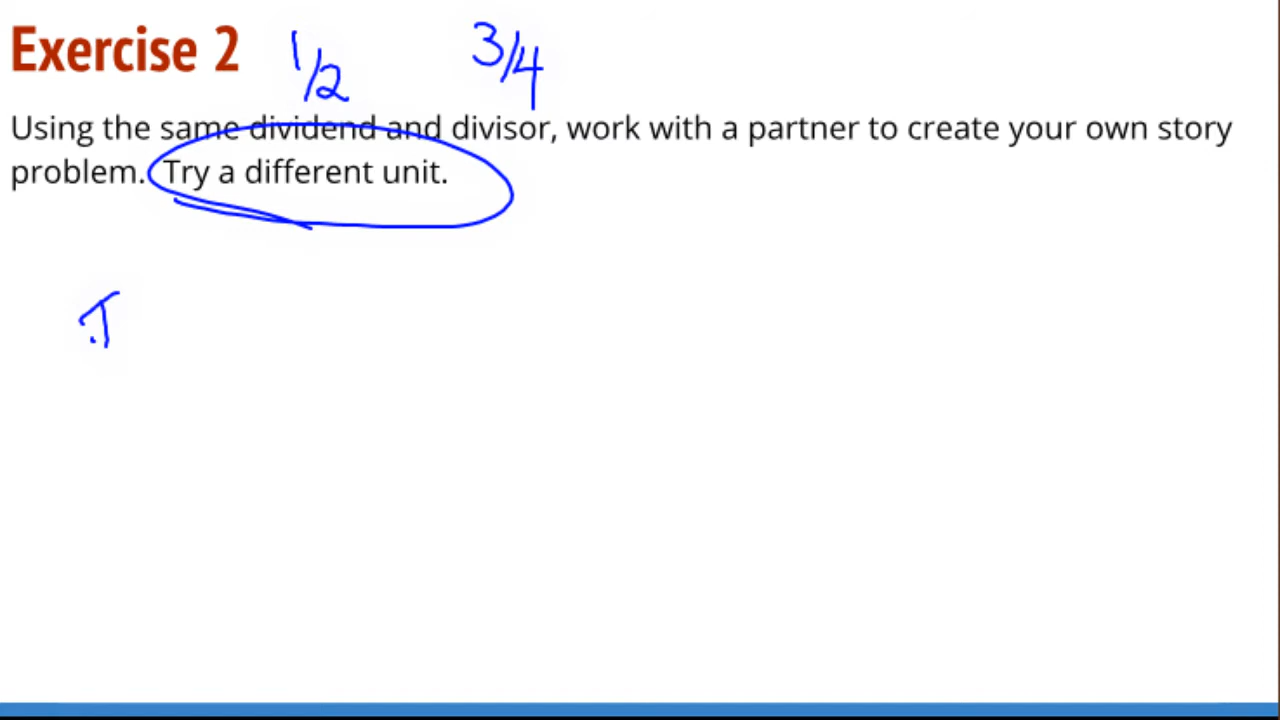 Exercise 2 1/2 3/4
Using the same dividend and divisor, work with a partner to create your own story
problem. Try a different unit.